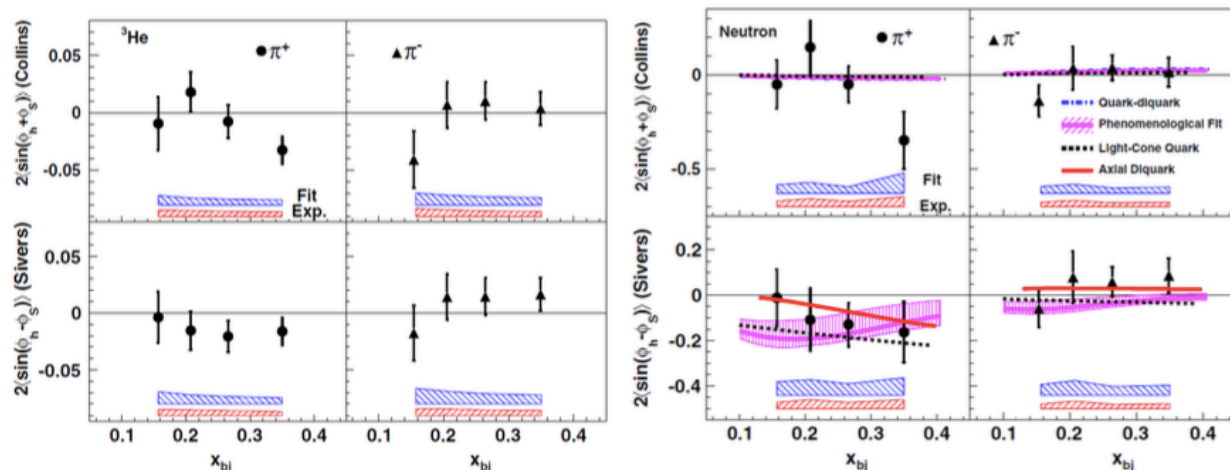 ³He
π⁺
π⁻
2⟨sin(ϕh+ϕS)⟩ (Collins)
0.05
0
-0.05
Fit
Exp.
2⟨sin(ϕh-ϕS)⟩ (Sivers)
0.05
0
-0.05
0.1 0.2 0.3 0.4 0.1 0.2 0.3 0.4
xbj xbj
Neutron
π⁺
π⁻
2⟨sin(ϕh+ϕS)⟩ (Collins)
0
-0.5
Quark-diquark
Phenomenological Fit
Light-Cone Quark
Axial Diquark
Fit
Exp.
2⟨sin(ϕh-ϕS)⟩ (Sivers)
0.2
0
-0.2
-0.4
0.1 0.2 0.3 0.4 0.1 0.2 0.3 0.4
xbj xbj